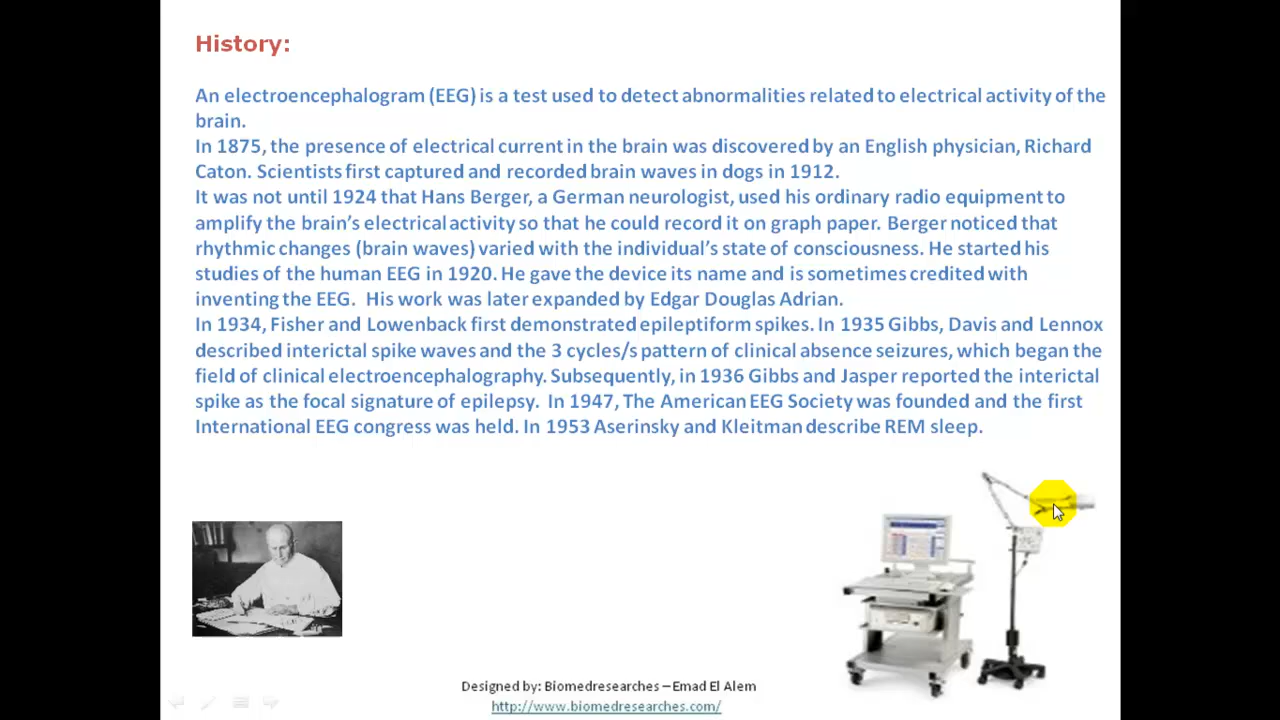 History:
An electroencephalogram (EEG) is a test used to detect abnormalities related to electrical activity of the
brain.
In 1875, the presence of electrical current in the brain was discovered by an English physician, Richard
Caton. Scientists first captured and recorded brain waves in dogs in 1912.
It was not until 1924 that Hans Berger, a German neurologist, used his ordinary radio equipment to
amplify the brain’s electrical activity so that he could record it on graph paper. Berger noticed that
rhythmic changes (brain waves) varied with the individual’s state of consciousness. He started his
studies of the human EEG in 1920. He gave the device its name and is sometimes credited with
inventing the EEG. His work was later expanded by Edgar Douglas Adrian.
In 1934, Fisher and Lowenback first demonstrated epileptiform spikes. In 1935 Gibbs, Davis and Lennox
described interictal spike waves and the 3 cycles/s pattern of clinical absence seizures, which began the
field of clinical electroencephalography. Subsequently, in 1936 Gibbs and Jasper reported the interictal
spike as the focal signature of epilepsy. In 1947, The American EEG Society was founded and the first
International EEG congress was held. In 1953 Aserinsky and Kleitman describe REM sleep.
Designed by: Biomedresearches – Emad El Alem
http://www.biomedresearches.com/